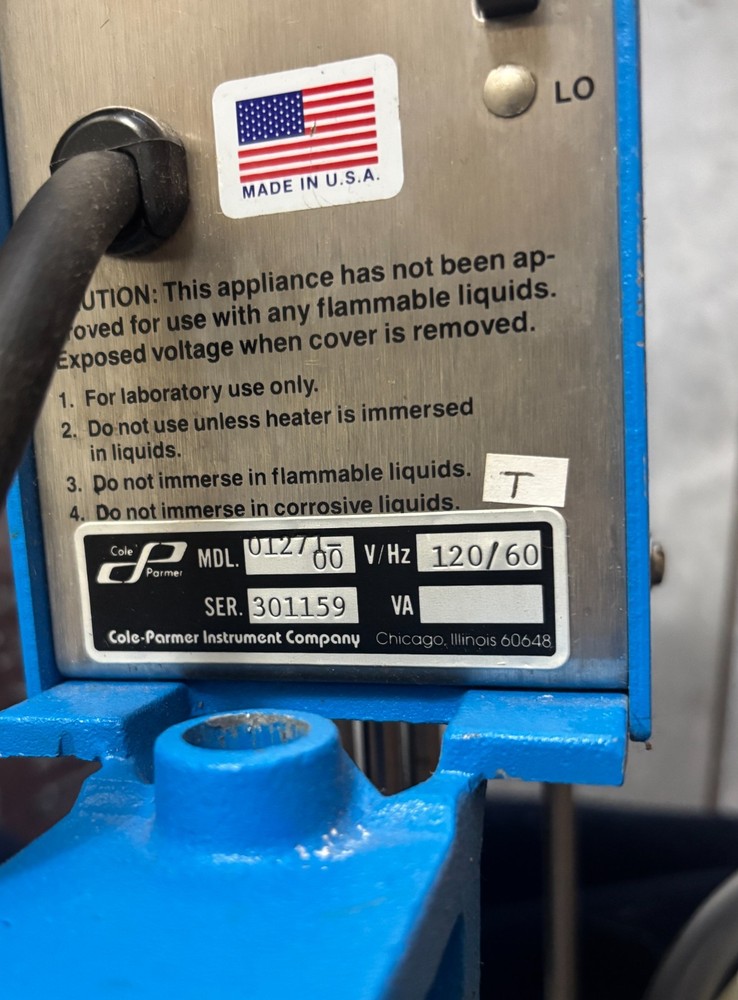 LO
MADE IN U.S.A.
UTION: This appliance has not been ap-
roved for use with any flammable liquids.
Exposed voltage when cover is removed.
1. For laboratory use only.
2. Do not use unless heater is immersed
in liquids.
3. Do not immerse in flammable liquids.
T
4. Do not immerse in corrosive liquids.
Cole Parmer MDL. 01271-00 V/Hz 120/60
SER. 301159 VA
Cole-Parmer Instrument Company Chicago, Illinois 60648